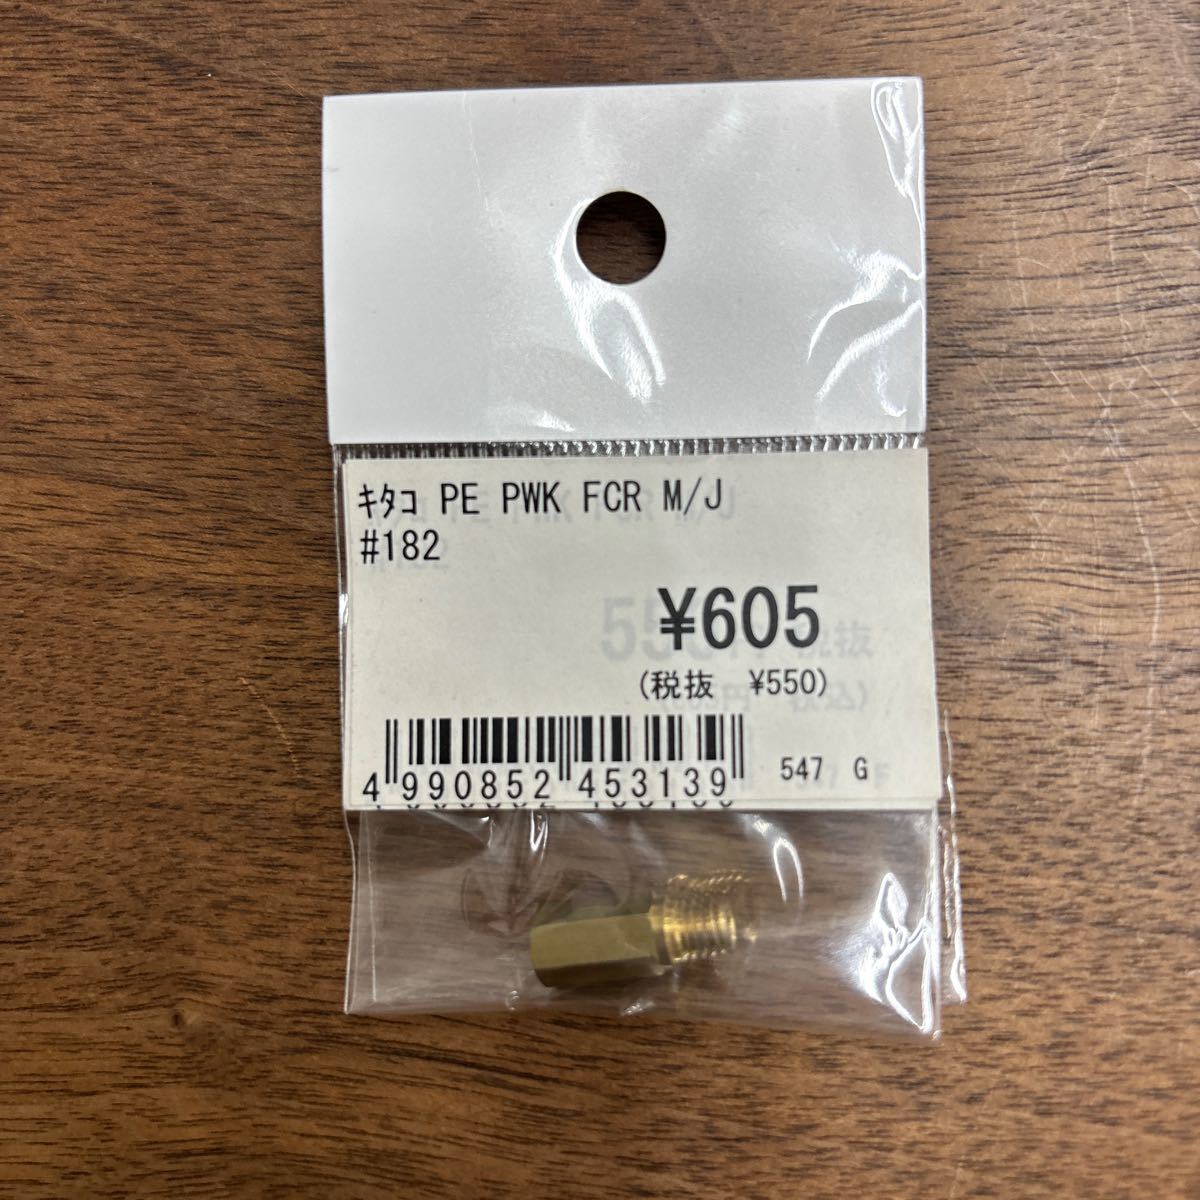 ｷﾀｺ PE PWK FCR M/J
#182
¥605
(税抜 ¥550)
4 990852 453139
547 G